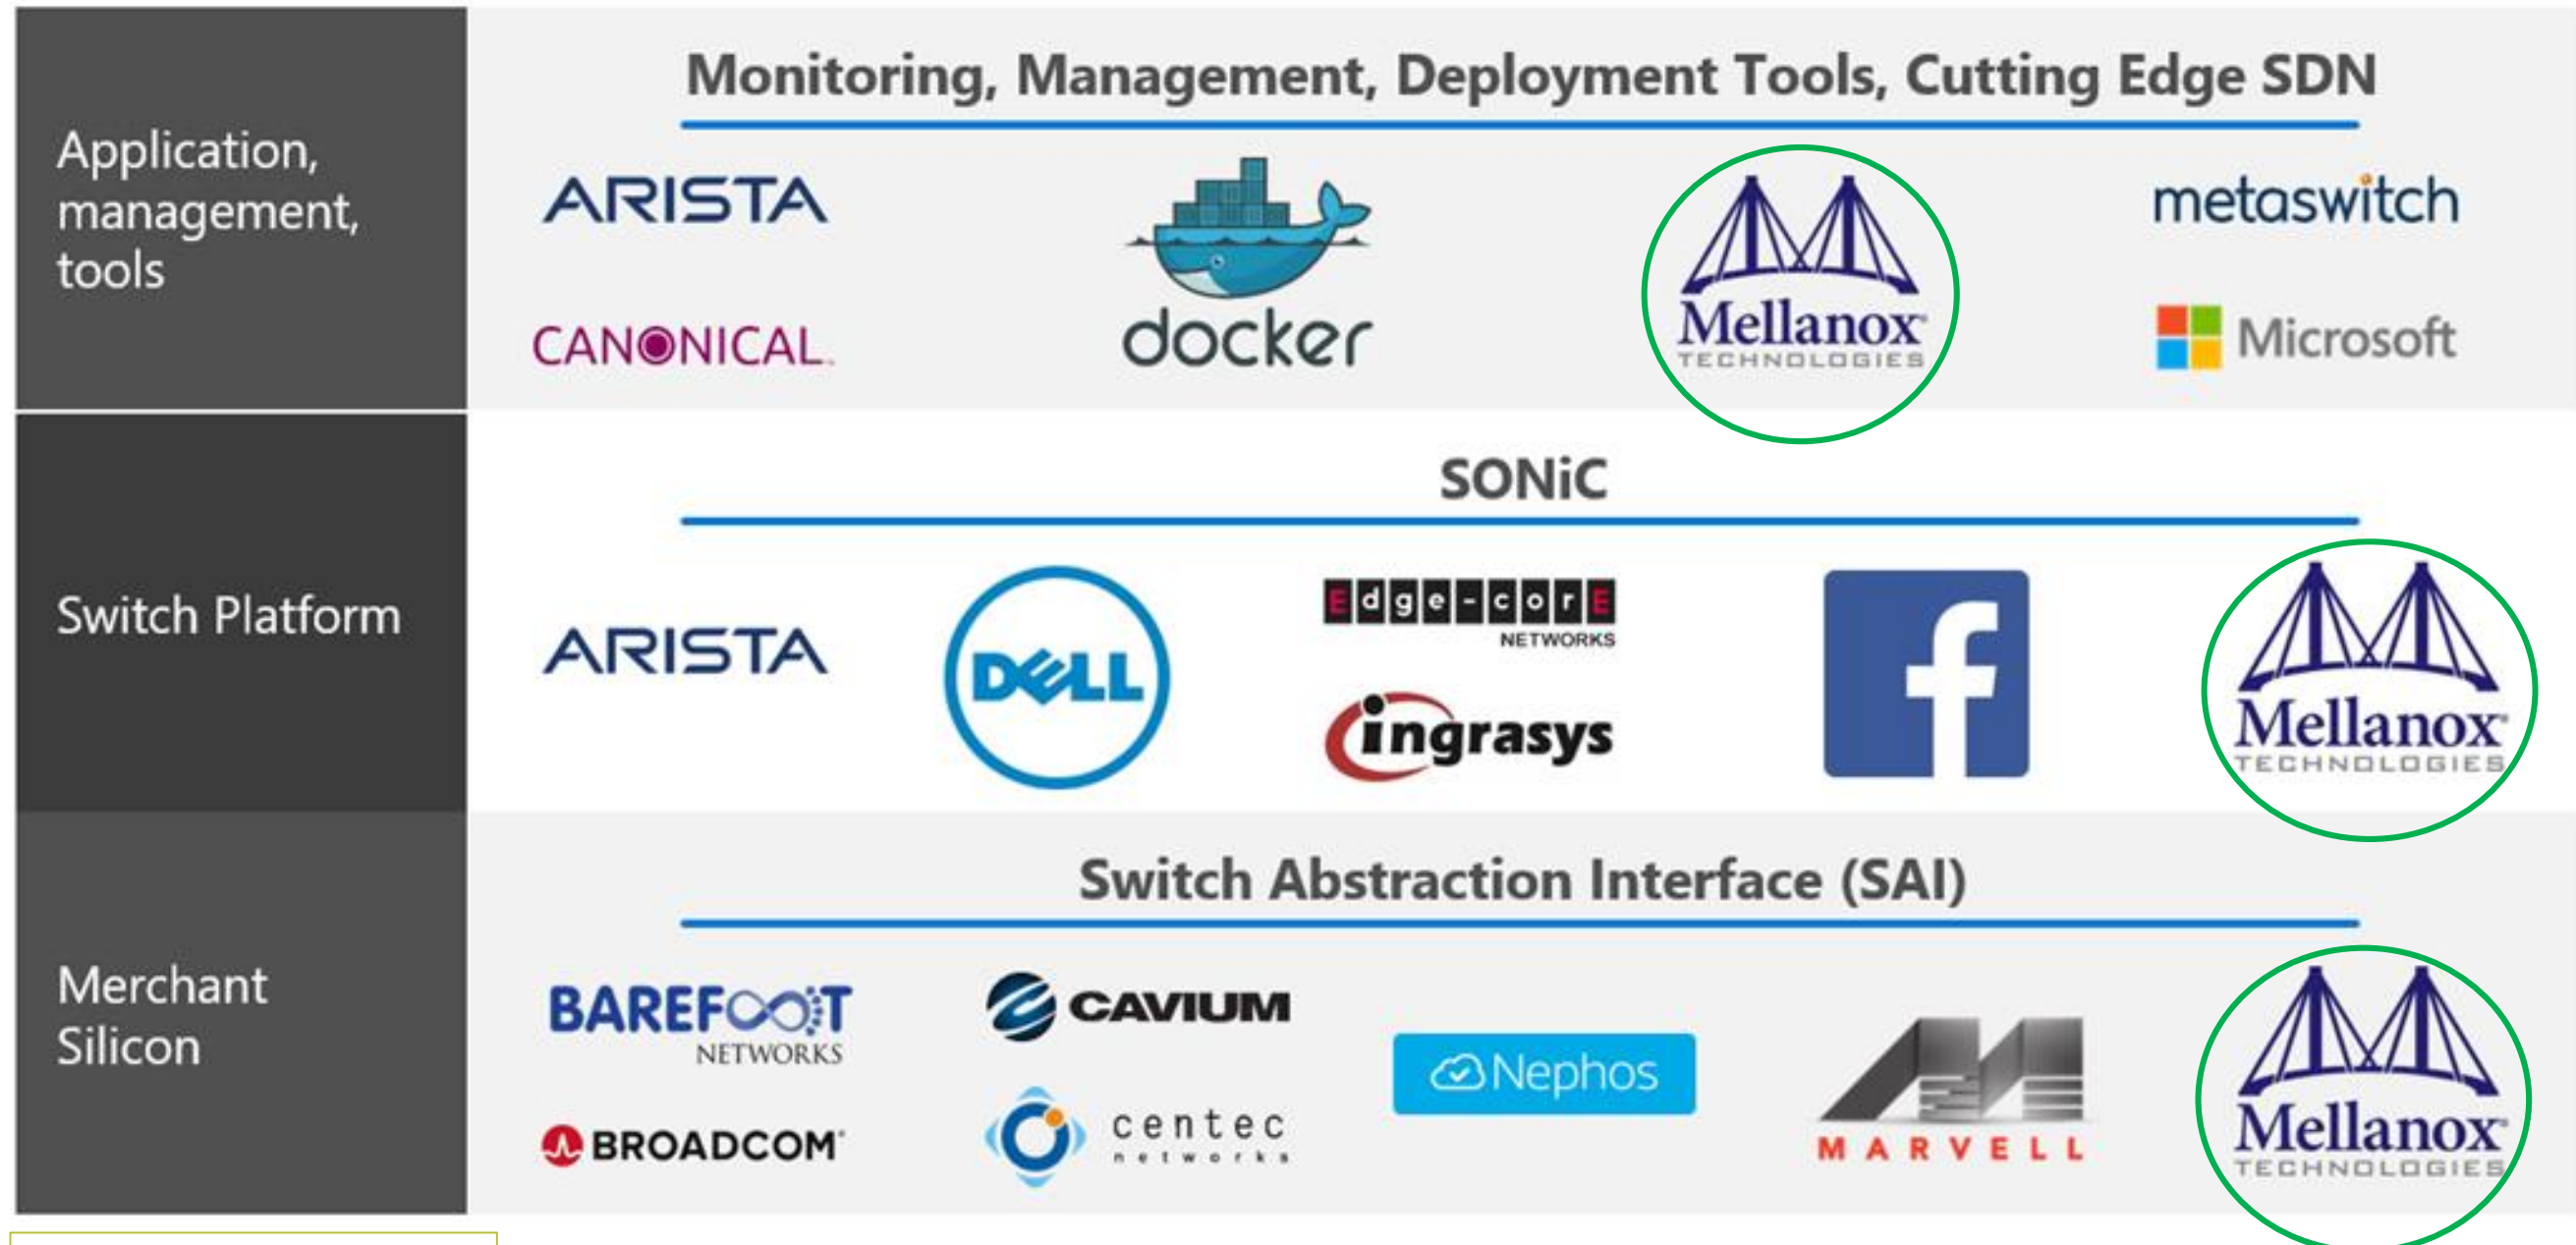 Monitoring, Management, Deployment Tools, Cutting Edge SDN
Application,
management,
tools
ARISTA
CANONICAL
docker
Mellanox
TECHNOLOGIES
metaswitch
Microsoft
SONiC
Switch Platform
ARISTA
DELL
Edge-corE
NETWORKS
ingrasys
f
Mellanox
TECHNOLOGIES
Switch Abstraction Interface (SAI)
Merchant
Silicon
BAREFOOT
NETWORKS
BROADCOM
CAVIUM
centec
networks
Nephos
MARVELL
Mellanox
TECHNOLOGIES